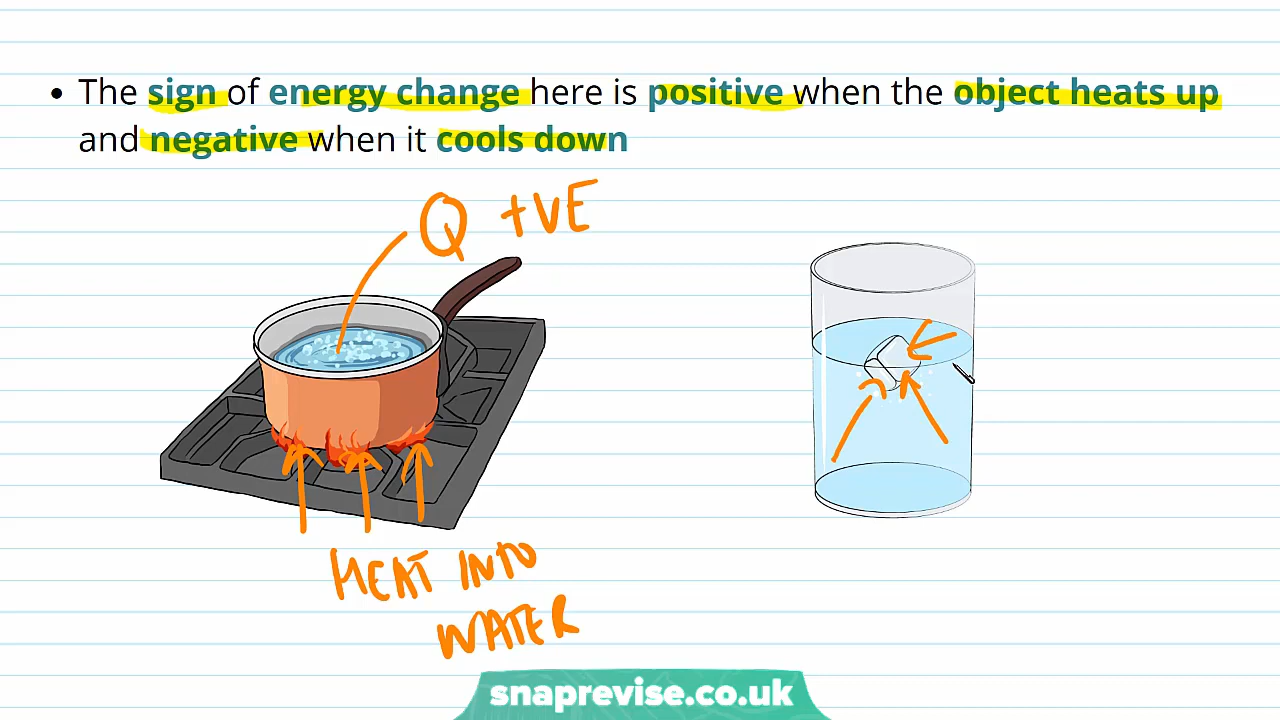 • The sign of energy change here is positive when the object heats up
and negative when it cools down
Q +VE
HEAT INTO
WATER
snaprevise.co.uk